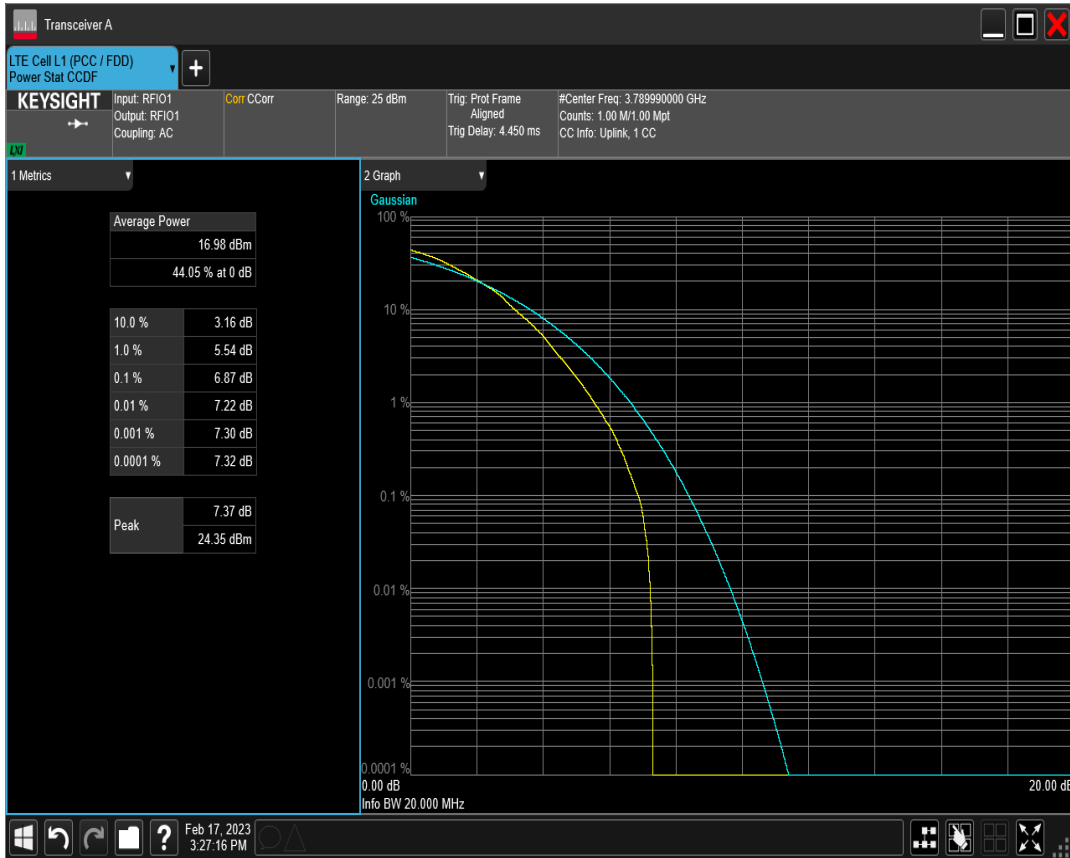 Transceiver A
LTE Cell L1 (PCC / FDD)
Power Stat CCDF
+
KEYSIGHT
LXI
Input: RFIO1
Output: RFIO1
Coupling: AC
Corr CCorr
Range: 25 dBm
Trig: Prot Frame
Aligned
Trig Delay: 4.450 ms
#Center Freq: 3.789990000 GHz
Counts: 1.00 M/1.00 Mpt
CC Info: Uplink, 1 CC
1 Metrics
Average Power
16.98 dBm
44.05 % at 0 dB
10.0 % 3.16 dB
1.0 % 5.54 dB
0.1 % 6.87 dB
0.01 % 7.22 dB
0.001 % 7.30 dB
0.0001 % 7.32 dB
Peak
7.37 dB
24.35 dBm
2 Graph
Gaussian
100 %
10 %
1 %
0.1 %
0.01 %
0.001 %
0.0001 %
0.00 dB 20.00 dB
Info BW 20.000 MHz
?
Feb 17, 2023
3:27:16 PM